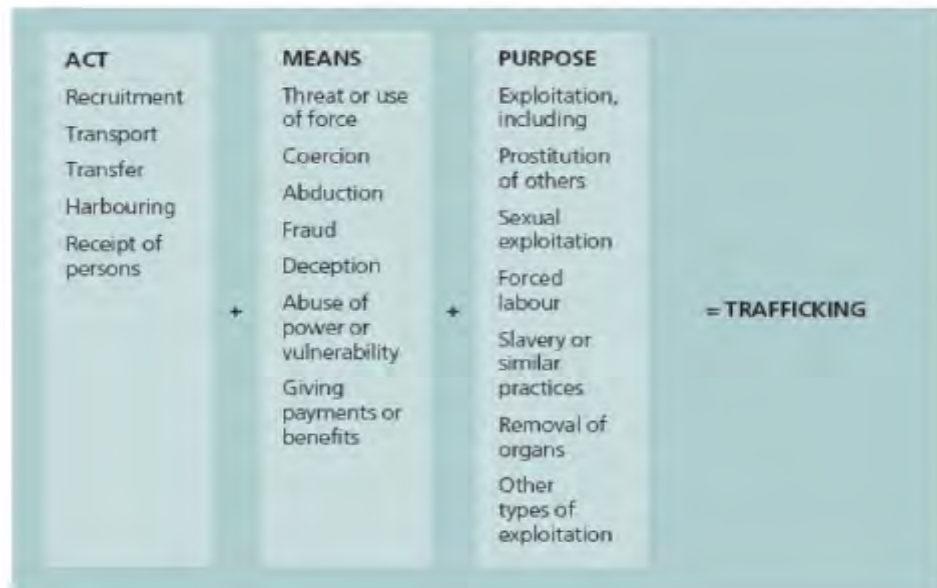 ACT
Recruitment
Transport
Transfer
Harbouring
Receipt of
persons
+
MEANS
Threat or use
of force
Coercion
Abduction
Fraud
Deception
Abuse of
power or
vulnerability
Giving
payments or
benefits
+
PURPOSE
Exploitation,
including
Prostitution
of others
Sexual
exploitation
Forced
labour
Slavery or
similar
practices
Removal of
organs
Other
types of
exploitation
= TRAFFICKING